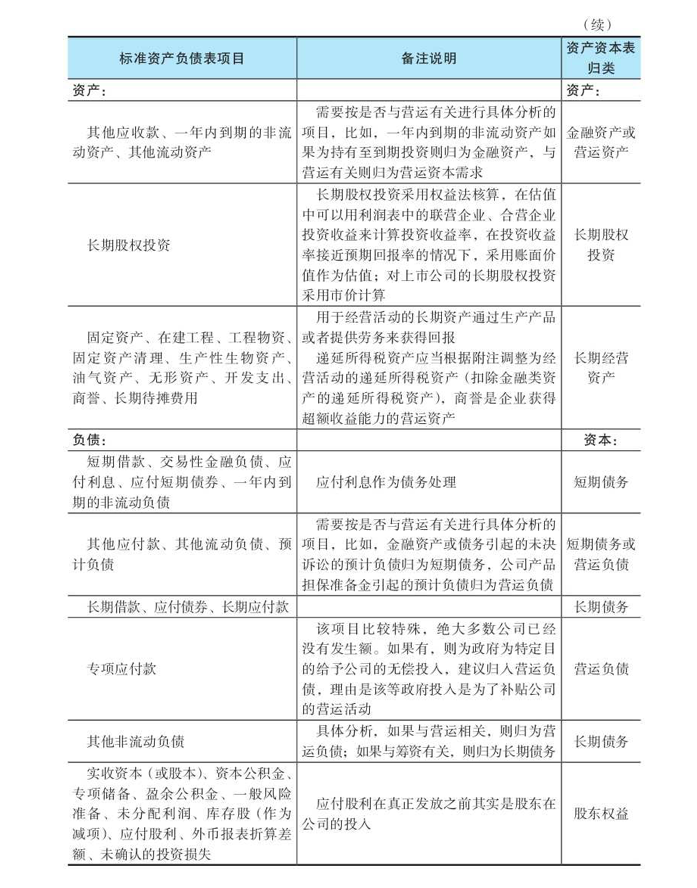 （续）
标准资产负债表项目
备注说明
资产资本表
归类
资产：
资产：
其他应收款、一年内到期的非流
动资产、其他流动资产
需要按是否与营运有关进行具体分析的
项目，比如，一年内到期的非流动资产如
果为持有至到期投资则归为金融资产，与
营运有关则归为营运资本需求
金融资产或
营运资产
长期股权投资
长期股权投资采用权益法核算，在估值
中可以用利润表中的联营企业、合营企业
投资收益来计算投资收益率，在投资收益
率接近预期回报率的情况下，采用账面价
值作为估值；对上市公司的长期股权投资
采用市价计算
长期股权
投资
固定资产、在建工程、工程物资、
固定资产清理、生产性生物资产、
油气资产、无形资产、开发支出、
商誉、长期待摊费用
用于经营活动的长期资产通过生产产品
或者提供劳务来获得回报
递延所得税资产应当根据附注调整为经
营活动的递延所得税资产（扣除金融类资
产的递延所得税资产），商誉是企业获得
超额收益能力的营运资产
长期经营
资产
负债：
资本：
短期借款、交易性金融负债、应
付利息、应付短期债券、一年内到
期的非流动负债
应付利息作为债务处理
短期债务
其他应付款、其他流动负债、预
计负债
需要按是否与营运有关进行具体分析的
项目，比如，金融资产或债务引起的未决
诉讼的预计负债归为短期债务，公司产品
担保准备金引起的预计负债归为营运负债
短期债务或
营运负债
长期借款、应付债券、长期应付款
长期债务
专项应付款
该项目比较特殊，绝大多数公司已经
没有发生额。如果有，则为政府为特定目
的给予公司的无偿投入，建议归入营运负
债，理由是该等政府投入是为了补贴公司
的营运活动
营运负债
其他非流动负债
具体分析，如果与营运相关，则归为营
运负债；如果与筹资有关，则归为长期债务
长期债务
实收资本（或股本）、资本公积金、
专项储备、盈余公积金、一般风险
准备、未分配利润、库存股（作为
减项）、应付股利、外币报表折算差
额、未确认的投资损失
应付股利在真正发放之前其实是股东在
公司的投入
股东权益